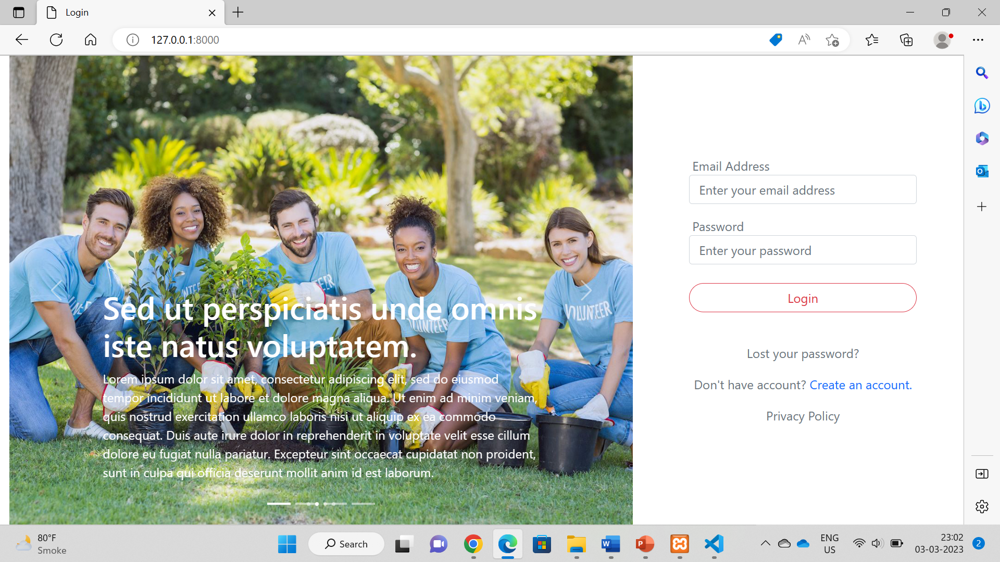 Login
127.0.0.1:8000
Email Address
Enter your email address
Password
Enter your password
Login
Lost your password?
Don't have account? Create an account.
Privacy Policy
VOLUNTEER
Sed ut perspiciatis unde omnis
iste natus voluptatem.
Lorem ipsum dolor sit amet, consectetur adipiscing elit, sed do eiusmod
tempor incididunt ut labore et dolore magna aliqua. Ut enim ad minim veniam,
quis nostrud exercitation ullamco laboris nisi ut aliquip ex ea commodo
consequat. Duis aute irure dolor in reprehenderit in voluptate velit esse cillum
dolore eu fugiat nulla pariatur. Excepteur sint occaecat cupidatat non proident,
sunt in culpa qui officia deserunt mollit anim id est laborum.
80°F
Smoke
Search
ENG
US
23:02
03-03-2023
2